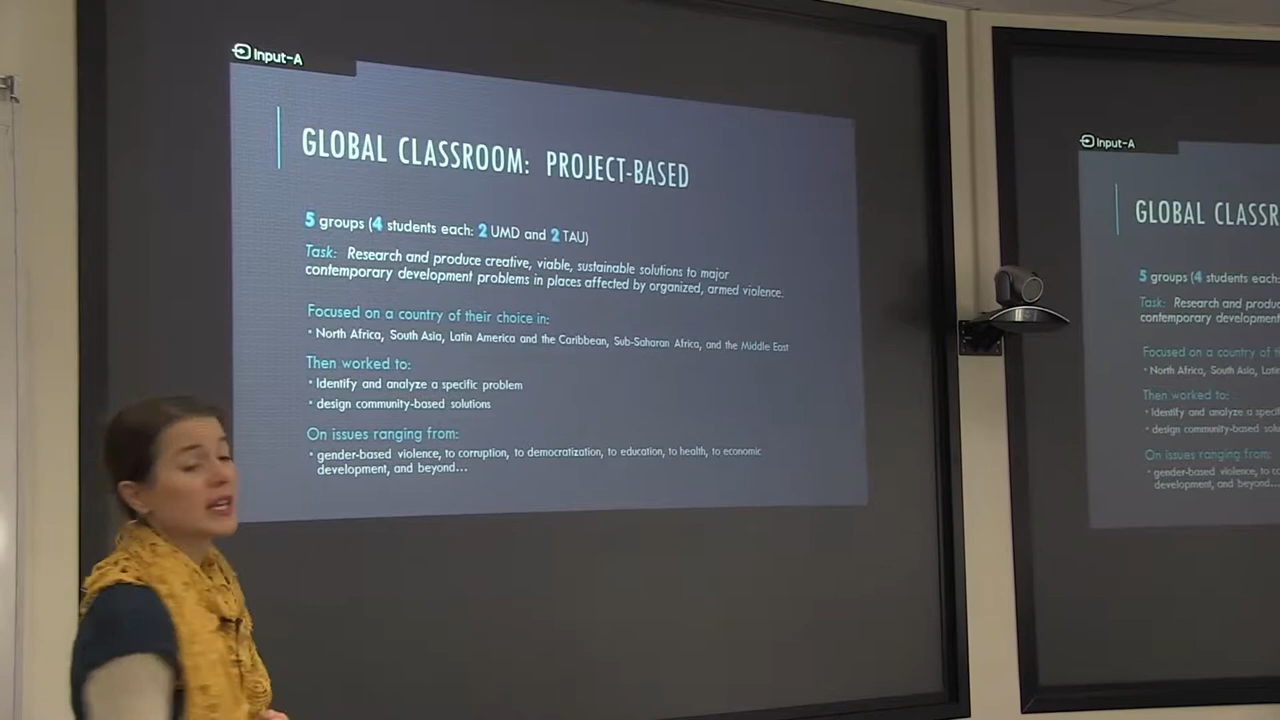 Input-A
GLOBAL CLASSROOM: PROJECT-BASED
5 groups (4 students each: 2 UMD and 2 TAU)
Task: Research and produce creative, viable, sustainable solutions to major
contemporary development problems in places affected by organized, armed violence.
Focused on a country of their choice in:
• North Africa, South Asia, Latin America and the Caribbean, Sub-Saharan Africa, and the Middle East
Then worked to:
• Identify and analyze a specific problem
• design community-based solutions
On issues ranging from:
• gender-based violence, to corruption, to democratization, to education, to health, to economic
development, and beyond...
Input-A
GLOBAL CLASSR
5 groups (4 students each:
Task: Research and produ
contemporary development
Focused on a country of t
• North Africa, South Asia, Lati
Then worked to:
• Identify and analyze a speci
• design community-based solu
On issues ranging from:
• gender-based violence, to co
development, and beyond...